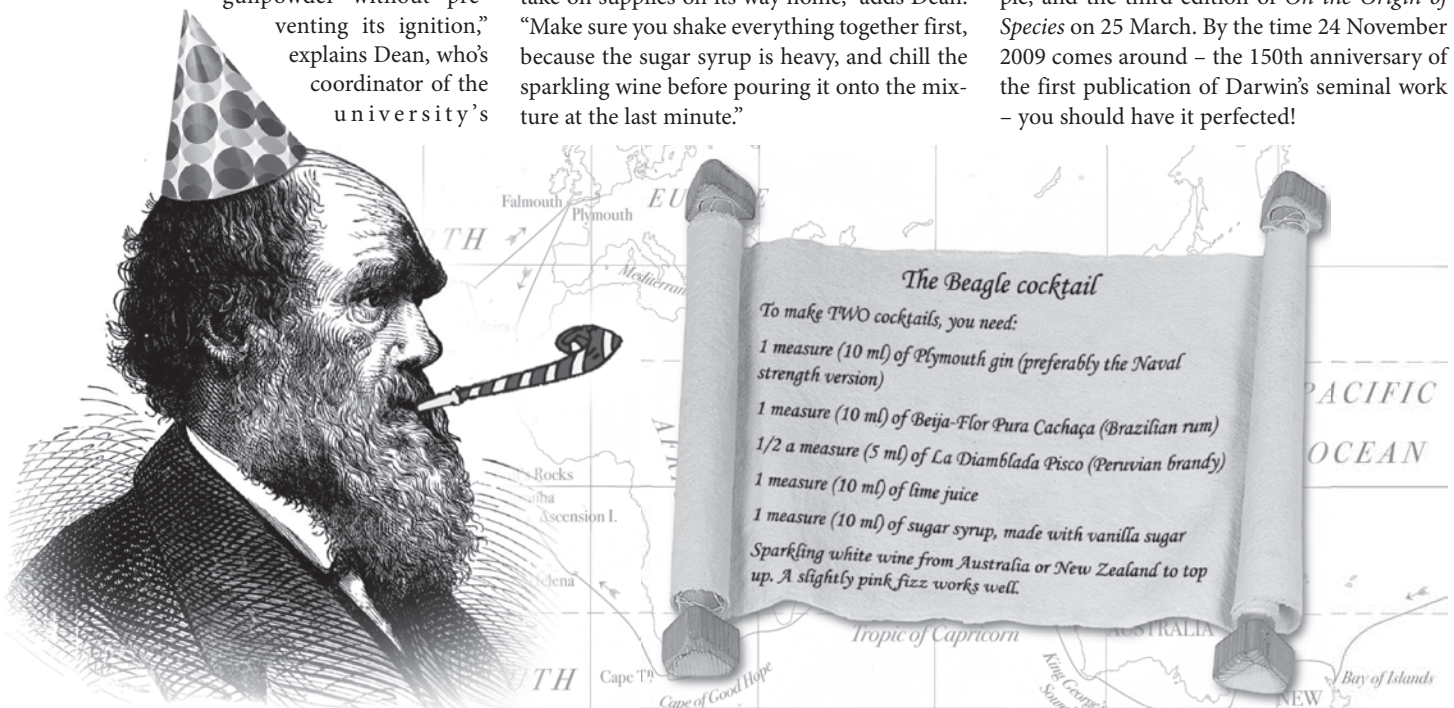 gunpowder without pre-
venting its ignition,”
explains Dean, who’s
coordinator of the
university’s
take on supplies on its way home,” adds Dean.
“Make sure you shake everything together first,
because the sugar syrup is heavy, and chill the
sparkling wine before pouring it onto the mix-
ture at the last minute.”
ple, and the third edition of On the Origin of
Species on 25 March. By the time 24 November
2009 comes around – the 150th anniversary of
the first publication of Darwin’s seminal work
– you should have it perfected!
Falmouth
Plymouth
EU E
TH
Mediterran
The Beagle cocktail
To make TWO cocktails, you need:
1 measure (10 ml) of Plymouth gin (preferably the Naval
strength version)
1 measure (10 ml) of Beija-Flor Pura Cachaça (Brazilian rum)
1/2 a measure (5 ml) of La Diamblada Pisco (Peruvian brandy)
1 measure (10 ml) of lime juice
1 measure (10 ml) of sugar syrup, made with vanilla sugar
Sparkling white wine from Australia or New Zealand to top
up. A slightly pink fizz works well.
PACIFIC
OCEAN
AF
Rocks
Ascension I.
elena
Tropic of Capricorn
AUSTRALIA
UTH
Cape Tn
Cape of Good Hope
King George
Soun
NEW
Bay of Islands